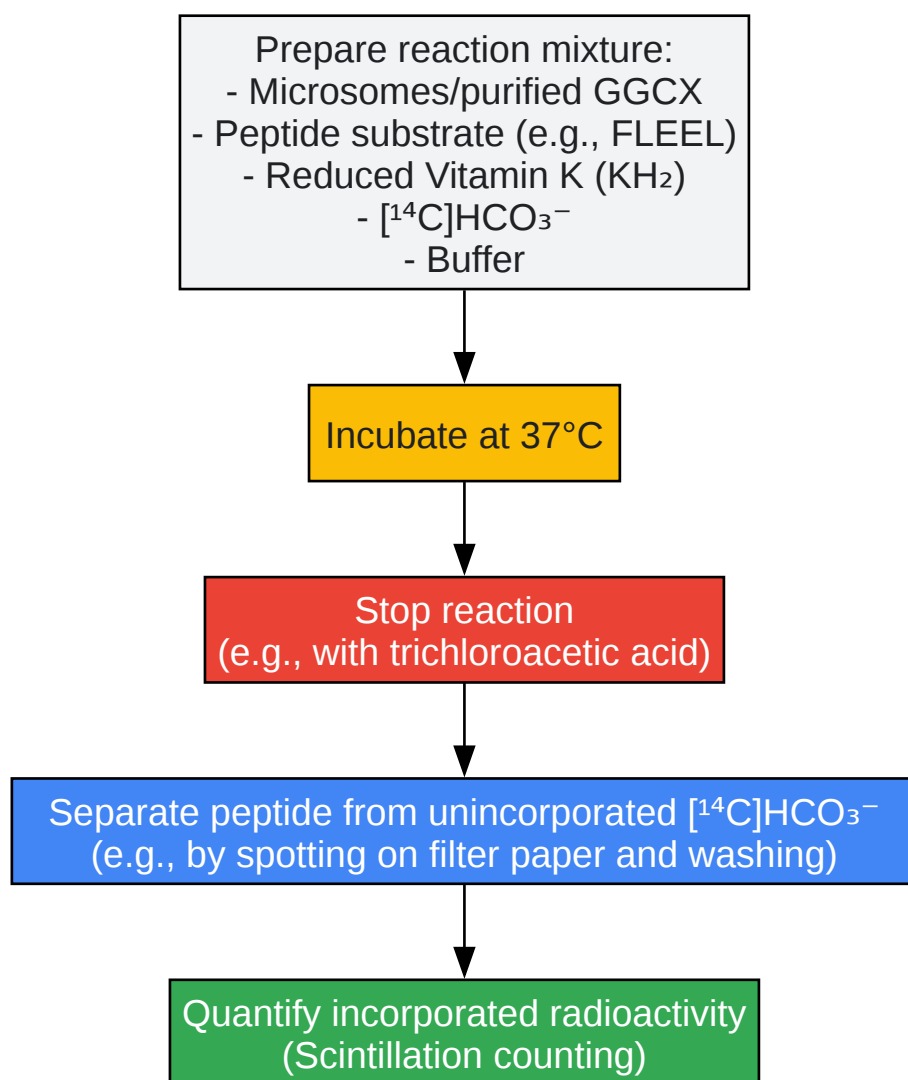 Prepare reaction mixture:
- Microsomes/purified GGCX
- Peptide substrate (e.g., FLEEL)
- Reduced Vitamin K (KH₂)
- [¹⁴C]HCO₃⁻
- Buffer
Incubate at 37°C
Stop reaction
(e.g., with trichloroacetic acid)
Separate peptide from unincorporated [¹⁴C]HCO₃⁻
(e.g., by spotting on filter paper and washing)
Quantify incorporated radioactivity
(Scintillation counting)